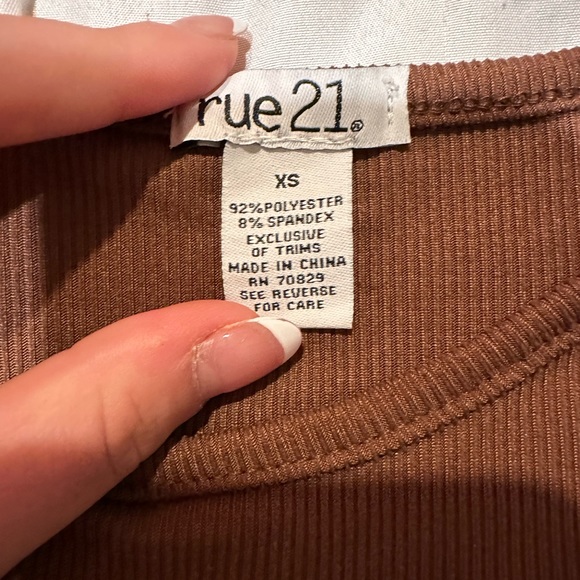 rue21®
XS
92%POLYESTER
8% SPANDEX
EXCLUSIVE
OF TRIMS
MADE IN CHINA
RN 70829
SEE REVERSE
FOR CARE